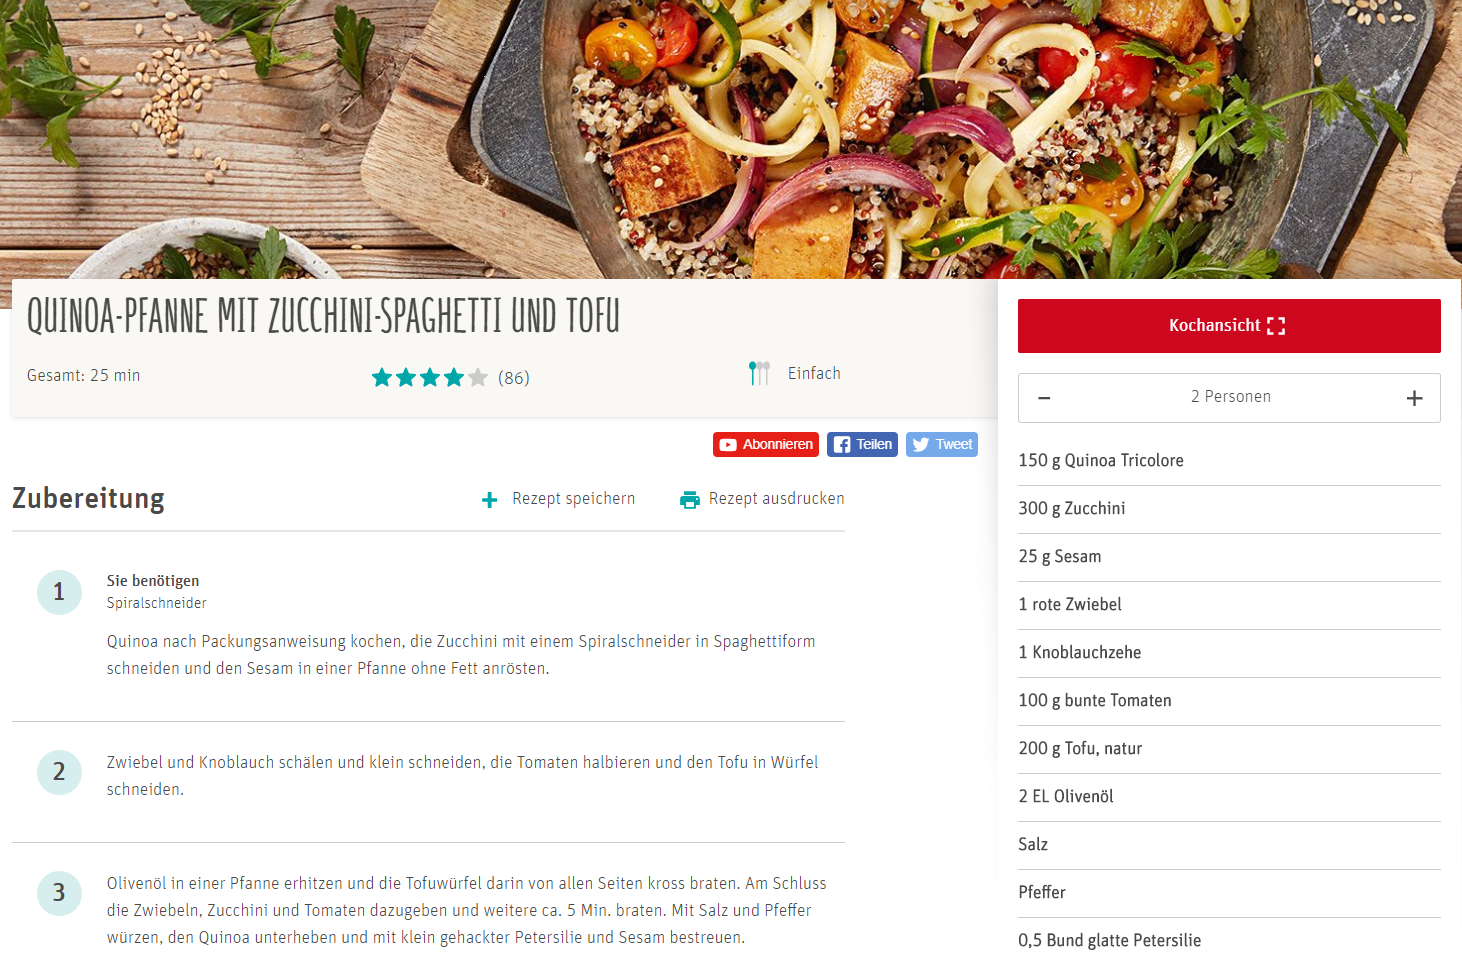 QUINOA-PFANNE MIT ZUCCHINI-SPAGHETTI UND TOFU
Gesamt: 25 min
(86)
Einfach
Abonnieren
Teilen
Tweet
Zubereitung
Rezept speichern
Rezept ausdrucken
1
Sie benötigen
Spiralschneider
Quinoa nach Packungsanweisung kochen, die Zucchini mit einem Spiralschneider in Spaghettiform
schneiden und den Sesam in einer Pfanne ohne Fett anrösten.
2
Zwiebel und Knoblauch schälen und klein schneiden, die Tomaten halbieren und den Tofu in Würfel
schneiden.
3
Olivenöl in einer Pfanne erhitzen und die Tofuwürfel darin von allen Seiten kross braten. Am Schluss
die Zwiebeln, Zucchini und Tomaten dazugeben und weitere ca. 5 Min. braten. Mit Salz und Pfeffer
würzen, den Quinoa unterheben und mit klein gehackter Petersilie und Sesam bestreuen.
Kochansicht
− 2 Personen +
150 g Quinoa Tricolore
300 g Zucchini
25 g Sesam
1 rote Zwiebel
1 Knoblauchzehe
100 g bunte Tomaten
200 g Tofu, natur
2 EL Olivenöl
Salz
Pfeffer
0,5 Bund glatte Petersilie